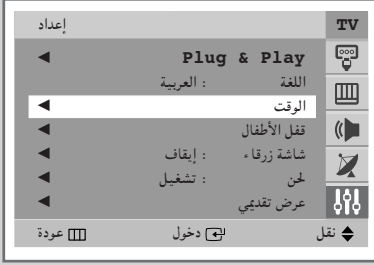 TV إعداد
Plug & Play ◄
اللغة : العربية
الوقت ◄
قفل الأطفال ◄
شاشة زرقاء : إيقاف ◄
لحن : تشغيل ◄
عرض تقديمي ◄
نقل دخول عودة